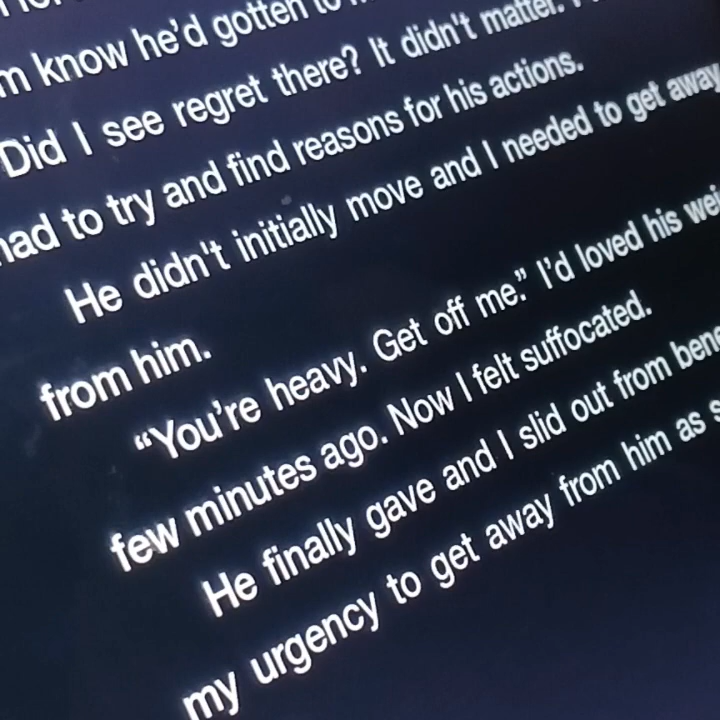 know he'd gotten to
Did I see regret there? It didn't matter.
had to try and find reasons for his actions.
He didn't initially move and I needed to get away
from him.
“You're heavy. Get off me.” I'd loved his
few minutes ago. Now I felt suffocated.
He finally gave and I slid out from
my urgency to get away from him as